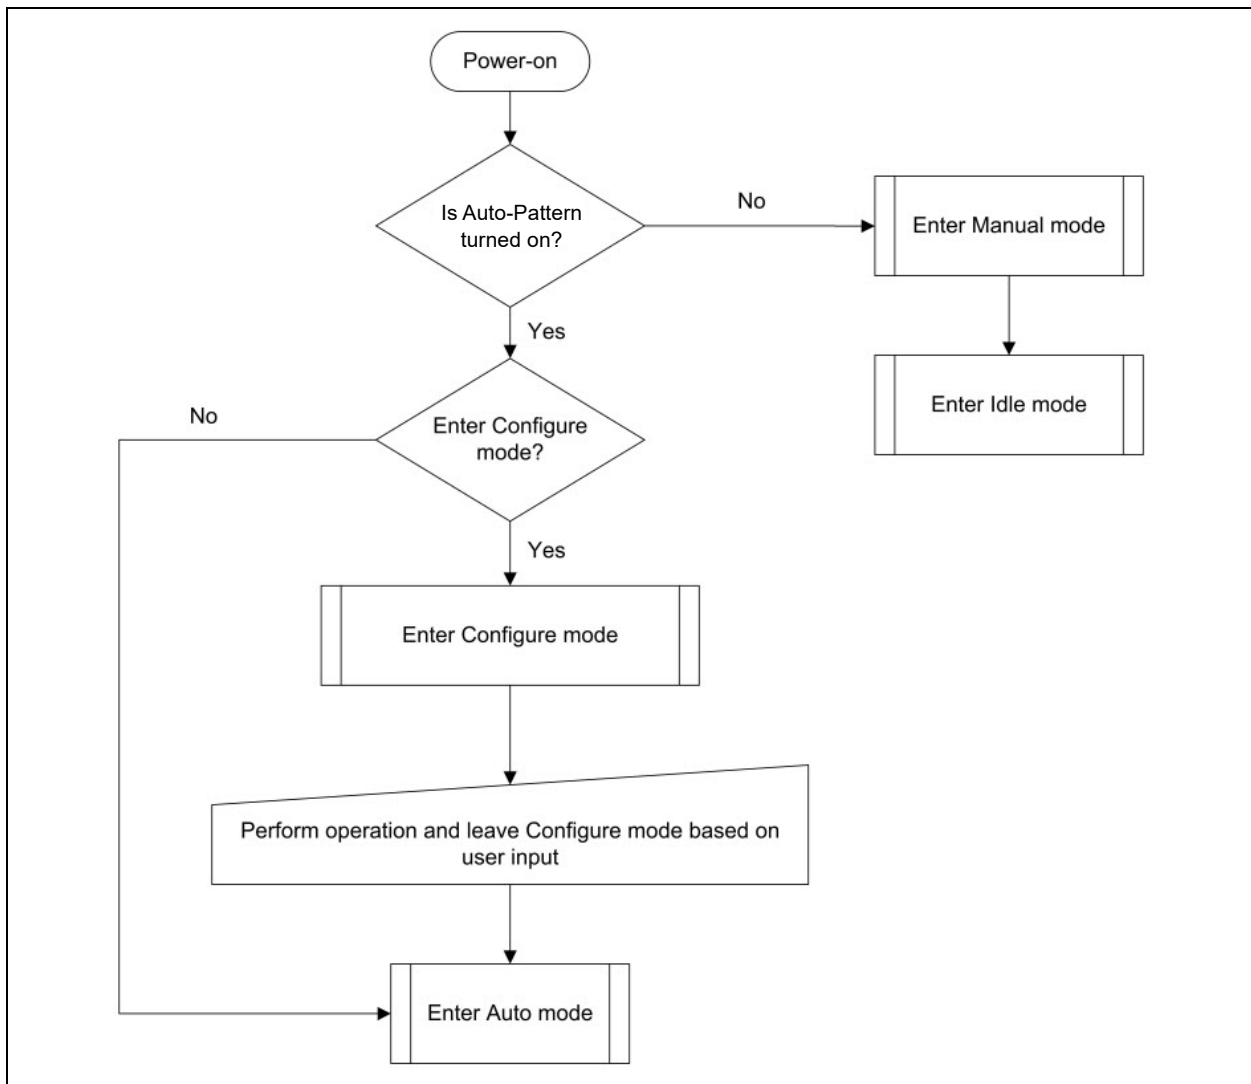 Power-on
Is Auto-Pattern
turned on?
No
Enter Manual mode
Yes
Enter Idle mode
No
Enter Configure
mode?
Yes
Enter Configure mode
Perform operation and leave Configure mode based on
user input
Enter Auto mode